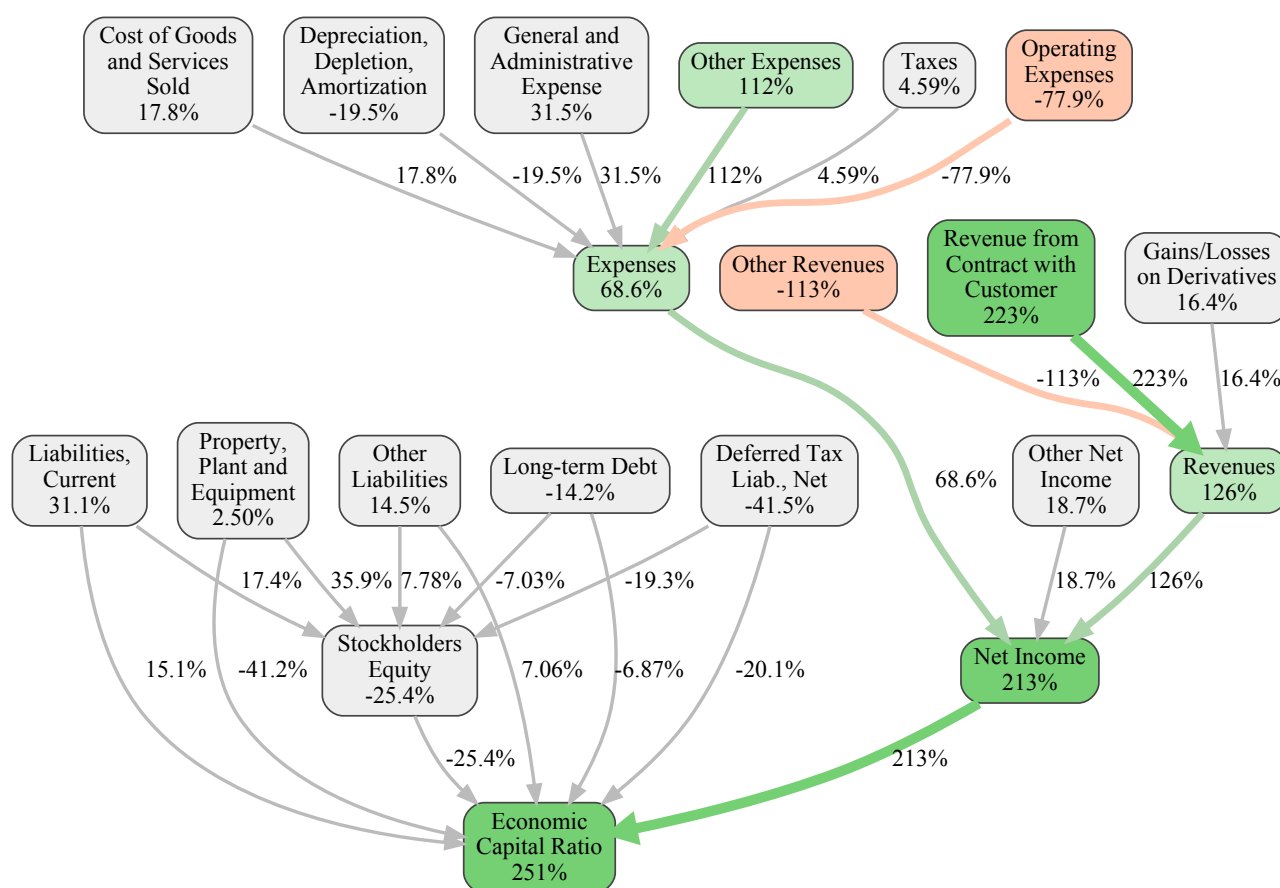 Cost of Goods
and Services
Sold
17.8%
Depreciation,
Depletion,
Amortization
-19.5%
General and
Administrative
Expense
31.5%
Other Expenses
112%
Taxes
4.59%
Operating
Expenses
-77.9%
17.8%
-19.5%
31.5%
112%
4.59%
-77.9%
Expenses
68.6%
Other Revenues
-113%
Revenue from
Contract with
Customer
223%
Gains/Losses
on Derivatives
16.4%
-113%
223%
16.4%
Liabilities,
Current
31.1%
Property,
Plant and
Equipment
2.50%
Other
Liabilities
14.5%
Long-term Debt
-14.2%
Deferred Tax
Liab., Net
-41.5%
68.6%
Other Net
Income
18.7%
Revenues
126%
17.4%
35.9%
7.78%
-7.03%
-19.3%
18.7%
126%
Stockholders
Equity
-25.4%
15.1%
-41.2%
7.06%
-6.87%
-20.1%
Net Income
213%
-25.4%
213%
Economic
Capital Ratio
251%